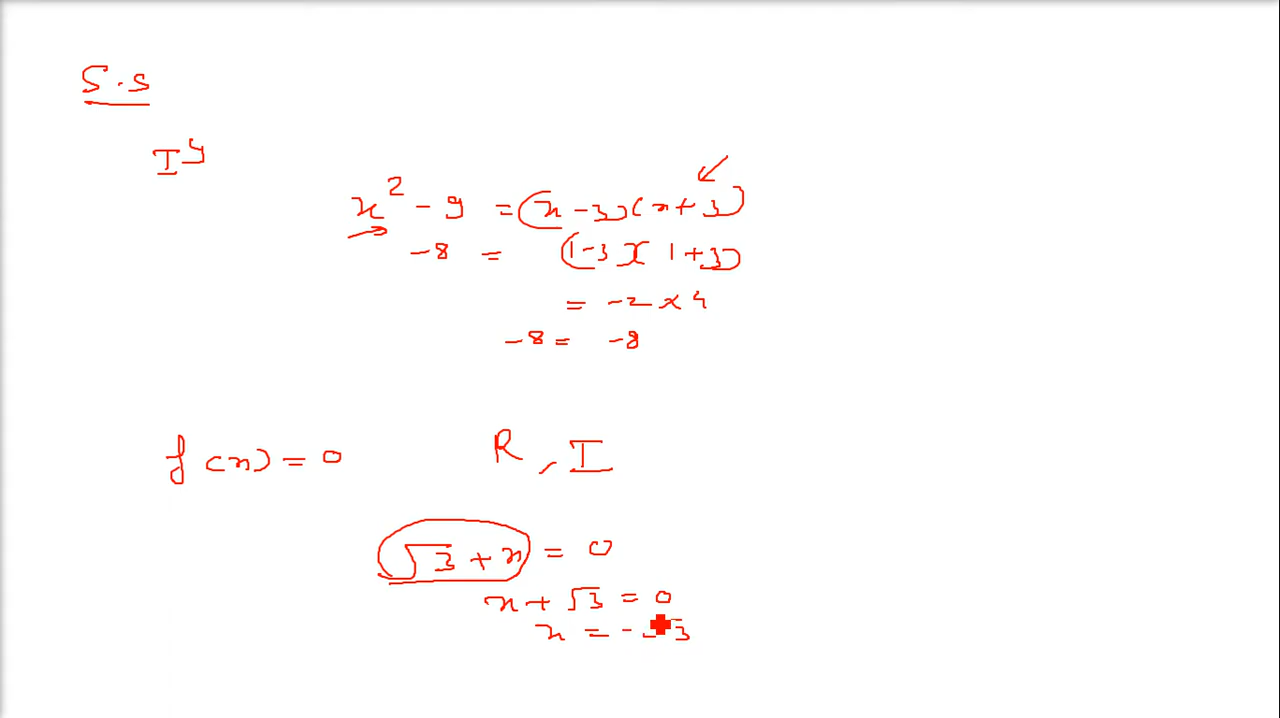 S.S
I y
x² - 9 = (x - 3)(x + 3)
-8 = (1 - 3)(1 + 3)
= -2 × 4
-8 = -8
f(x) = 0 R, I
√3 + x = 0
x + √3 = 0
x = -√3